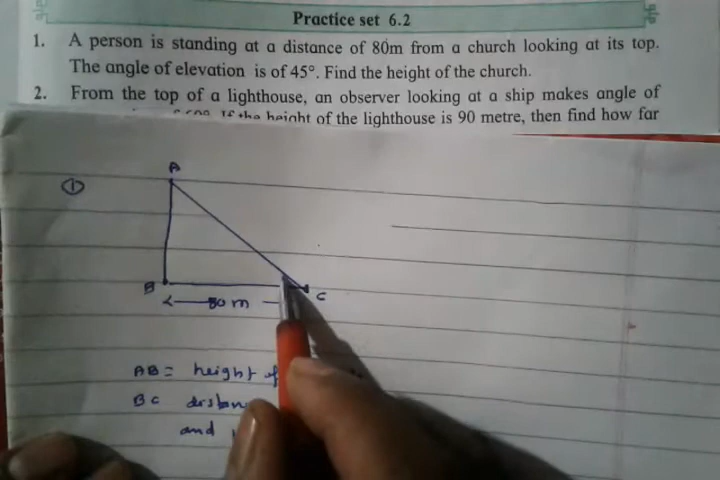 Practice set 6.2
1. A person is standing at a distance of 80m from a church looking at its top.
The angle of elevation is of 45°. Find the height of the church.
2. From the top of a lighthouse, an observer looking at a ship makes angle of
If the height of the lighthouse is 90 metre, then find how far
①
A
B
80 m
C
AB = height of
BC
and